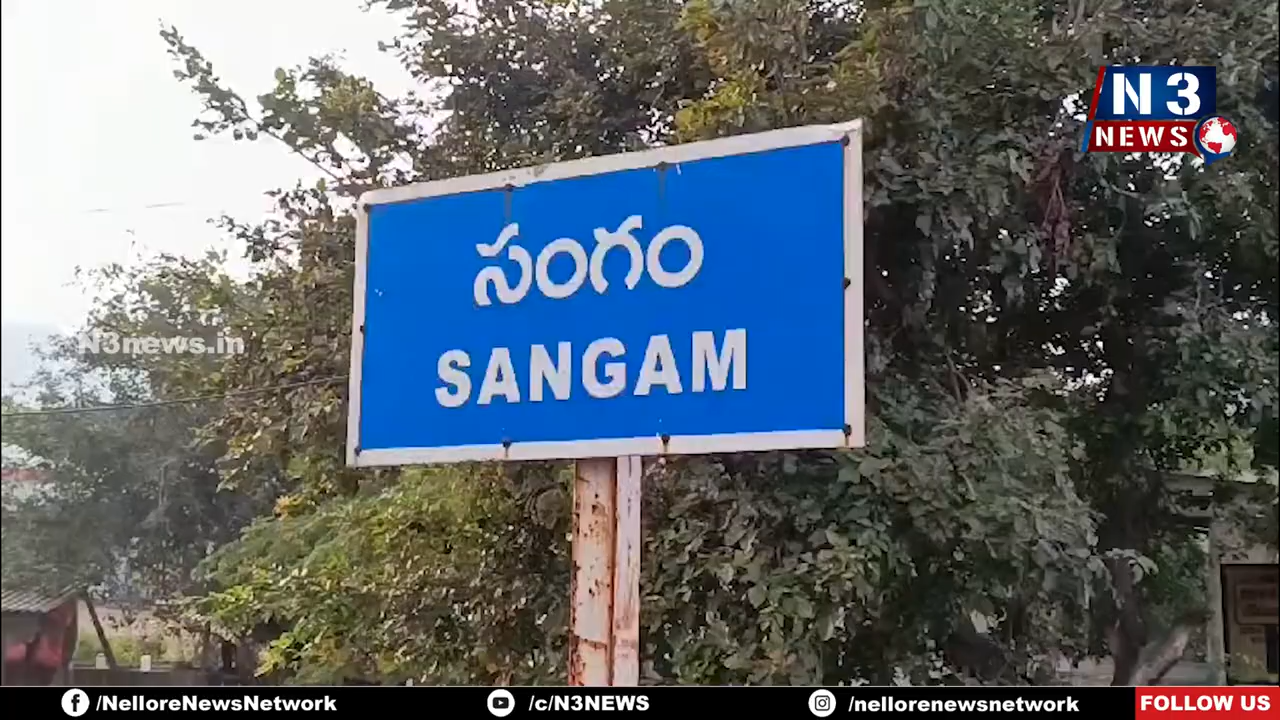 N3
NEWS
సంగం
SANGAM
N3news.in
/NelloreNewsNetwork
/c/N3NEWS
/nellorenewsnetwork
FOLLOW US